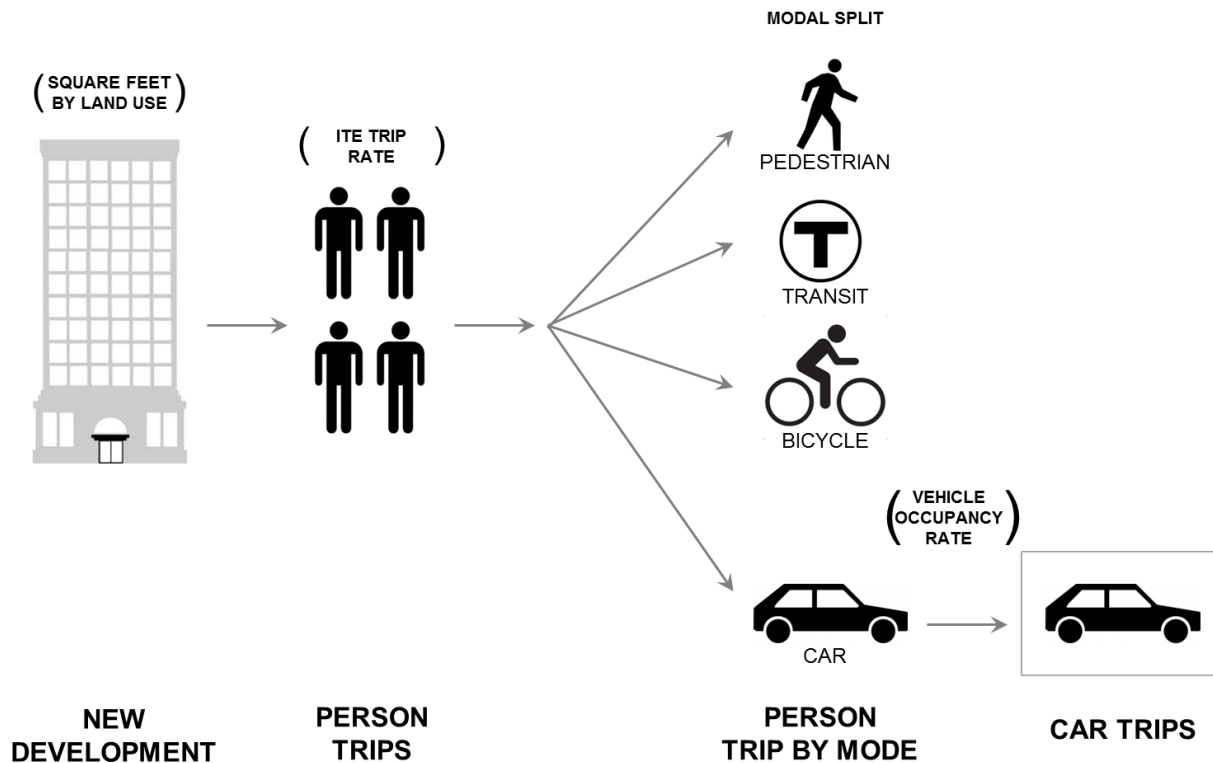 MODAL SPLIT
(SQUARE FEET
BY LAND USE)
(ITE TRIP
RATE)
PEDESTRIAN
T
TRANSIT
BICYCLE
(VEHICLE
OCCUPANCY
RATE)
CAR
NEW
DEVELOPMENT
PERSON
TRIPS
PERSON
TRIP BY MODE
CAR TRIPS